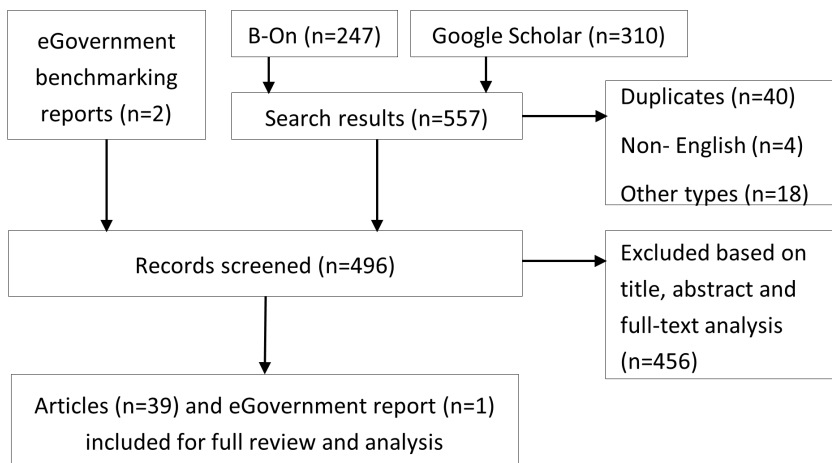 eGovernment
benchmarking
reports (n=2)
B-On (n=247)
Google Scholar (n=310)
Search results (n=557)
Duplicates (n=40)
Non- English (n=4)
Other types (n=18)
Records screened (n=496)
Excluded based on
title, abstract and
full-text analysis
(n=456)
Articles (n=39) and eGovernment report (n=1)
included for full review and analysis